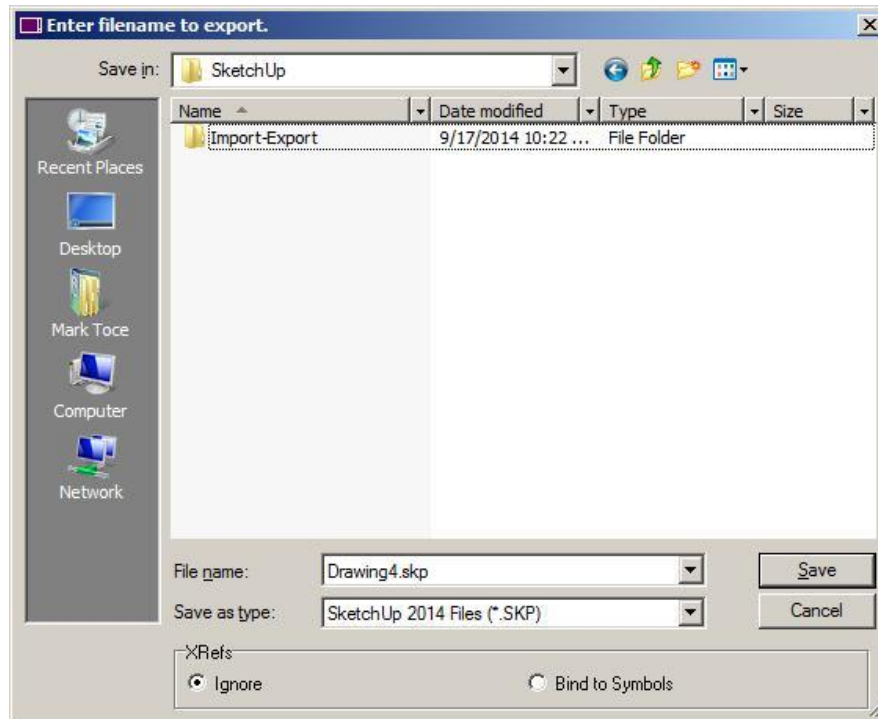 Enter filename to export.
Save in: SketchUp
Name Date modified Type Size
Import-Export 9/17/2014 10:22 ... File Folder
Recent Places
Desktop
Mark Toce
Computer
Network
File name: Drawing4.skp Save
Save as type: SketchUp 2014 Files (*.SKP) Cancel
XRefs
Ignore Bind to Symbols